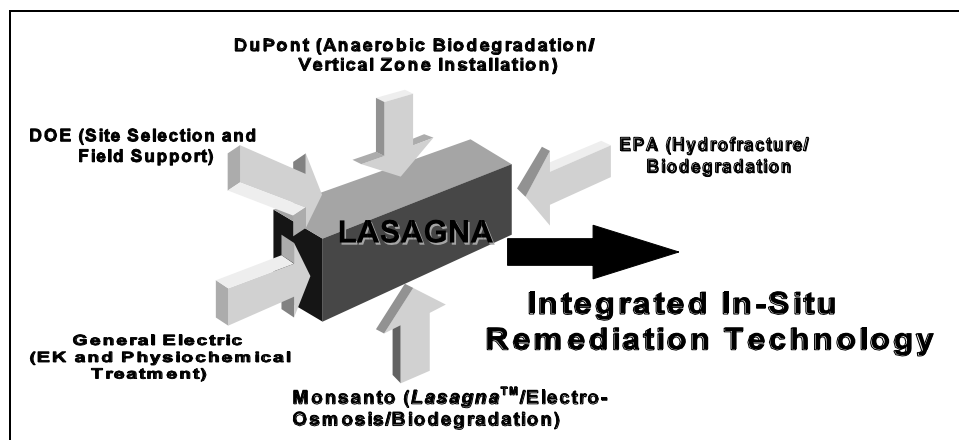 DuPont (Anaerobic Biodegradation/
Vertical Zone Installation)
DOE (Site Selection and
Field Support)
EPA (Hydrofracture/
Biodegradation
LASAGNA
Integrated In-Situ
Remediation Technology
General Electric
(EK and Physiochemical
Treatment)
Monsanto (Lasagna™/Electro-
Osmosis/Biodegradation)